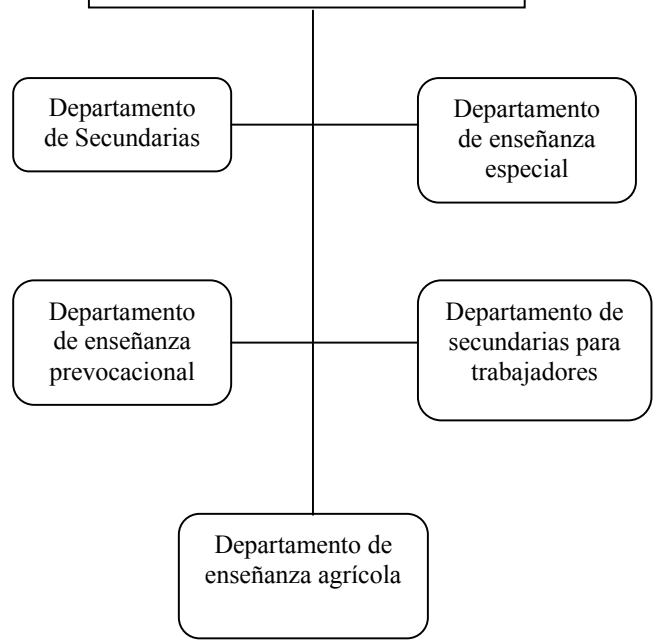 Departamento
de Secundarias
Departamento
de enseñanza
especial
Departamento
de enseñanza
prevocacional
Departamento de
secundarias para
trabajadores
Departamento de
enseñanza agrícola